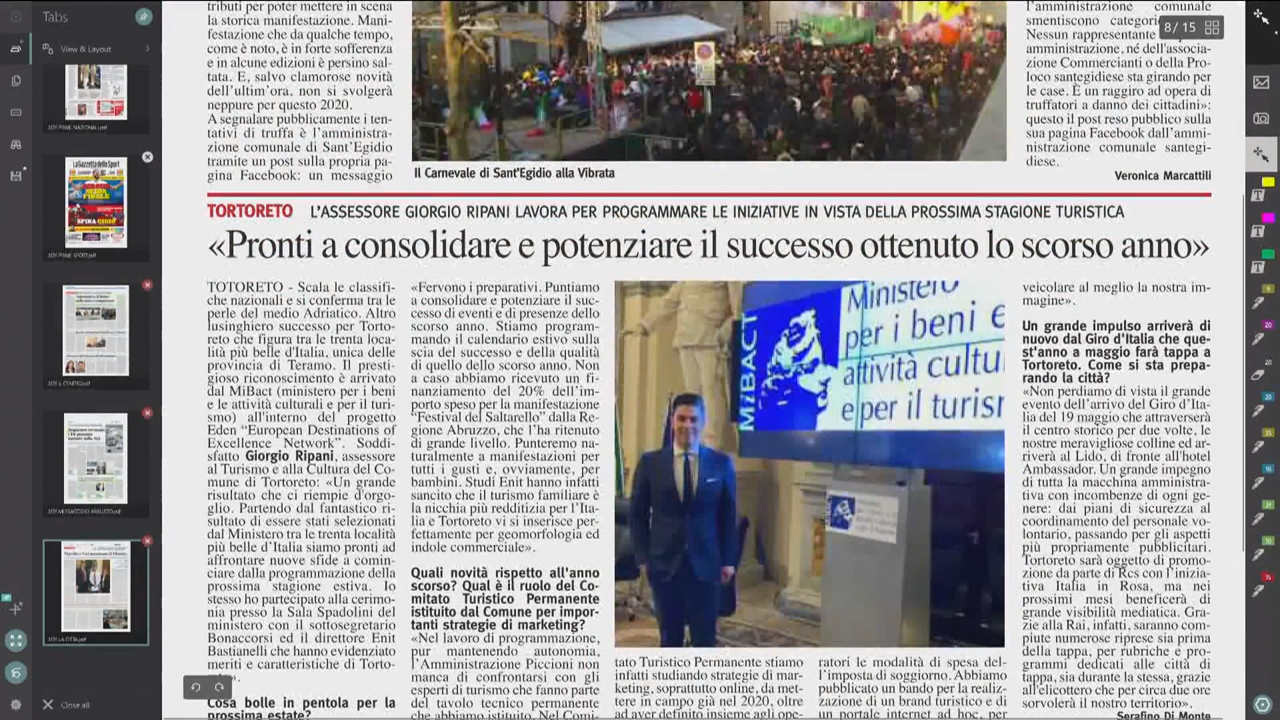 Tabs
View & Layout
Close all
8 / 15
La Gazzetta dello Sport
tributi per poter mettere in scena
la storica manifestazione. Mani-
festazione che da qualche tempo,
come è noto, è in forte sofferenza
e in alcune edizioni è persino sal-
tata. E, salvo clamorose novità
dell'ultim'ora, non si svolgerà
neppure per questo 2020.
A segnalare pubblicamente i ten-
tativi di truffa è l'amministra-
zione comunale di Sant'Egidio
tramite un post sulla propria pa-
gina Facebook: un messaggio
Il Carnevale di Sant'Egidio alla Vibrata
l'amministrazione comunale
smentiscono
Nessun rappresentante
amministrazione, né dell'associa-
zione Commercianti o della Pro-
loco santegidiese sta girando per
le case. È un raggiro ad opera di
truffatori a danno dei cittadini»:
questo il post reso pubblico sulla
sua pagina Facebook dall'ammi-
nistrazione comunale santegi-
diese.
Veronica Marcattili
TORTORETO L'ASSESSORE GIORGIO RIPANI LAVORA PER PROGRAMMARE LE INIZIATIVE IN VISTA DELLA PROSSIMA STAGIONE TURISTICA
«Pronti a consolidare e potenziare il successo ottenuto lo scorso anno»
TOTORETO - Scala le classifi-
che nazionali e si conferma tra le
perle del medio Adriatico. Altro
lusinghiero successo per Torto-
reto che figura tra le trenta loca-
lità più belle d'Italia, unica della
provincia di Teramo. Il presti-
gioso riconoscimento è arrivato
dal MiBact (ministero per i beni
e le attività culturali e per il turi-
smo) all'interno del progetto
Eden “European Destinations of
Excellence Network”. Soddi-
sfatto Giorgio Ripani, assessore
al Turismo e alla Cultura del Co-
mune di Tortoreto: «Un grande
risultato che ci riempie d'orgo-
glio. Partendo dal fantastico ri-
sultato di essere stati selezionati
dal Ministero tra le trenta località
più belle d'Italia siamo pronti ad
affrontare nuove sfide a comin-
ciare dalla programmazione della
prossima stagione estiva. Io
stesso ho partecipato alla cerimo-
nia presso la Sala Spadolini del
ministero con il sottosegretario
Bonaccorsi ed il direttore Enit
Bastianelli che hanno evidenziato
meriti e caratteristiche di Torto-
Cosa bolle in pentola per la
prossima estate?
«Fervono i preparativi. Puntiamo
a consolidare e potenziare il suc-
cesso di eventi e di presenze dello
scorso anno. Stiamo program-
mando il calendario estivo sulla
scia del successo e della qualità
di quello dello scorso anno. Non
a caso abbiamo ricevuto un fi-
nanziamento del 20% dell'im-
porto speso per la manifestazione
“Festival del Saltarello” dalla Re-
gione Abruzzo, che l'ha ritenuto
di grande livello. Punteremo na-
turalmente a manifestazioni per
tutti i gusti e, ovviamente, per
bambini. Studi Enit hanno infatti
sancito che il turismo familiare è
la nicchia più redditizia per l'Ita-
lia e Tortoreto vi si inserisce per-
fettamente per geomorfologia ed
indole commerciale».
Quali novità rispetto all'anno
scorso? Qual è il ruolo del Co-
mitato Turistico Permanente
istituito dal Comune per impor-
tanti strategie di marketing?
«Nel lavoro di programmazione,
pur mantenendo autonomia,
l'Amministrazione Piccioni non
manca di confrontarsi con gli
esperti di turismo che fanno parte
del tavolo tecnico permanente
che abbiamo istituito. Nel Comi-
Ministero
per i beni e
attività cultu
e per il turis
MiBACT
tato Turistico Permanente stiamo
infatti studiando strategie di mar-
keting, soprattutto online, da met-
tere in campo già nel 2020, oltre
ad aver definito insieme agli ope-
ratori le modalità di spesa del-
l'imposta di soggiorno. Abbiamo
pubblicato un bando per la realiz-
zazione di un brand turistico e di
un portale internet ad hoc, per
veicolare al meglio la nostra im-
magine».
Un grande impulso arriverà di
nuovo dal Giro d'Italia che que-
st'anno a maggio farà tappa a
Tortoreto. Come si sta prepa-
rando la città?
«Non perdiamo di vista il grande
evento dell'arrivo del Giro d'Ita-
lia del 19 maggio che attraverserà
il centro storico per due volte, le
nostre meravigliose colline ed ar-
riverà al Lido, di fronte all'hotel
Ambassador. Un grande impegno
di tutta la macchina amministra-
tiva con incombenze di ogni ge-
nere: dai piani di sicurezza al
coordinamento del personale vo-
lontario, passando per gli aspetti
più propriamente pubblicitari.
Tortoreto sarà oggetto di promo-
zione da parte di Rcs con l'inizia-
tiva Italia in Rosa, ma nei
prossimi mesi beneficerà di
grande visibilità mediatica. Gra-
zie alla Rai, infatti, saranno com-
piute numerose riprese sia prima
della tappa, per rubriche e pro-
grammi dedicati alle città di
tappa, sia durante la stessa, grazie
all'elicottero che per circa due ore
sorvolerà il nostro territorio».
Serafino Di Monte